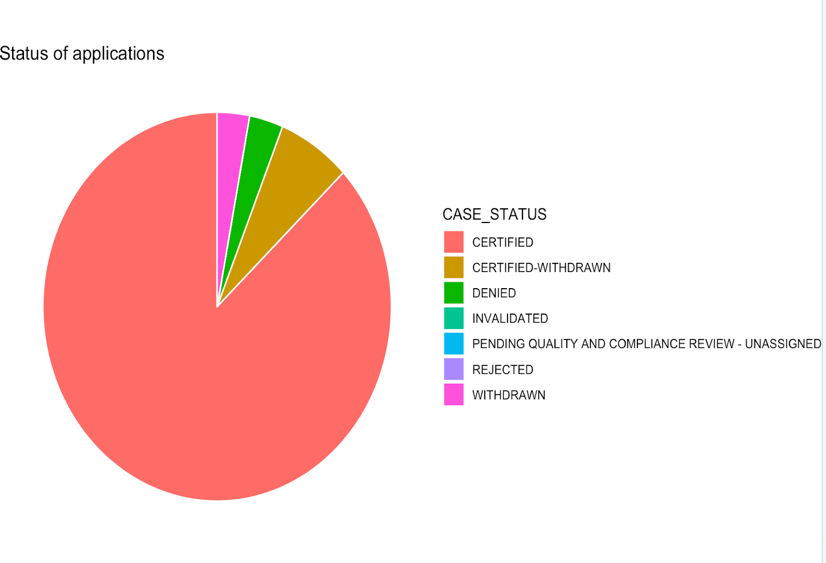 Status of applications
CASE_STATUS
CERTIFIED
CERTIFIED-WITHDRAWN
DENIED
INVALIDATED
PENDING QUALITY AND COMPLIANCE REVIEW - UNASSIGNED
REJECTED
WITHDRAWN